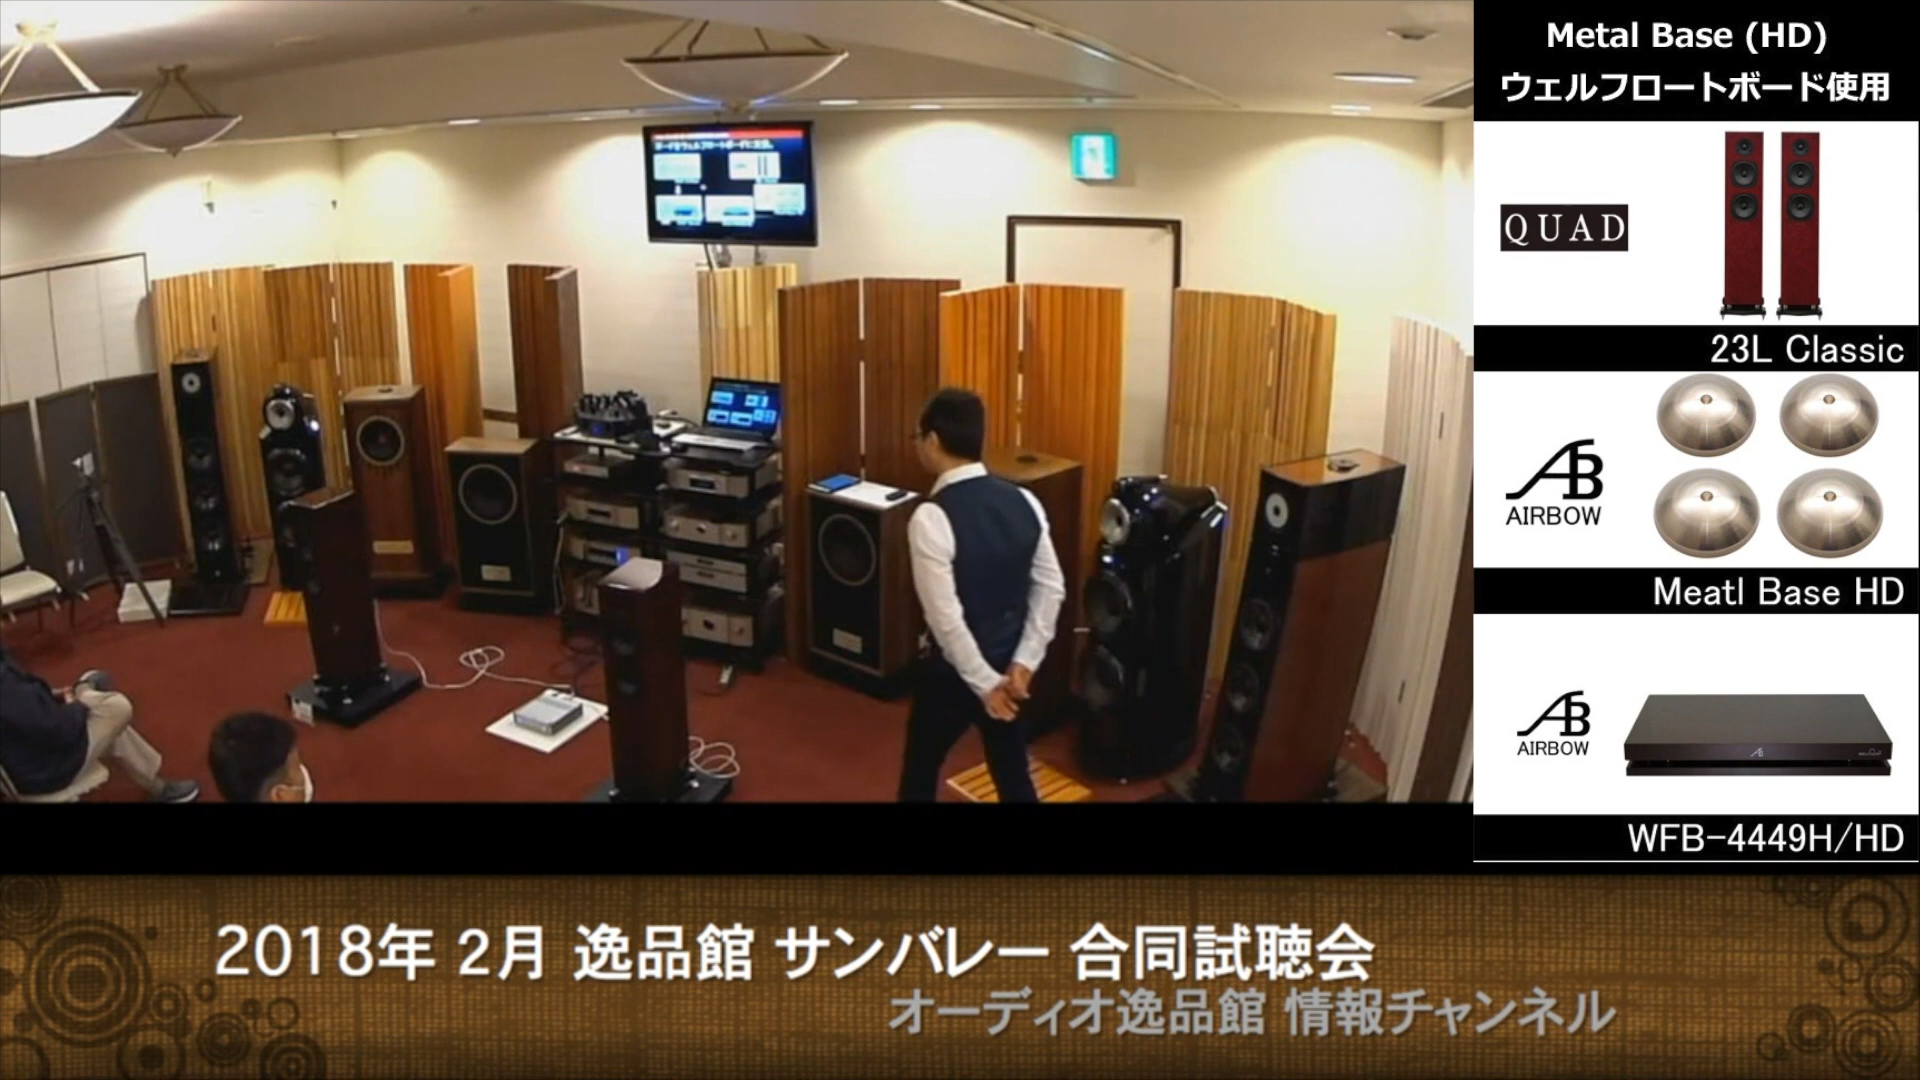 Metal Base (HD)
ウェルフロートボード使用
QUAD
23L Classic
AB
AIRBOW
Meatl Base HD
AB
AIRBOW
WFB-4449H/HD
2018年 2月 逸品館 サンバレー 合同試聴会
オーディオ逸品館 情報チャンネル